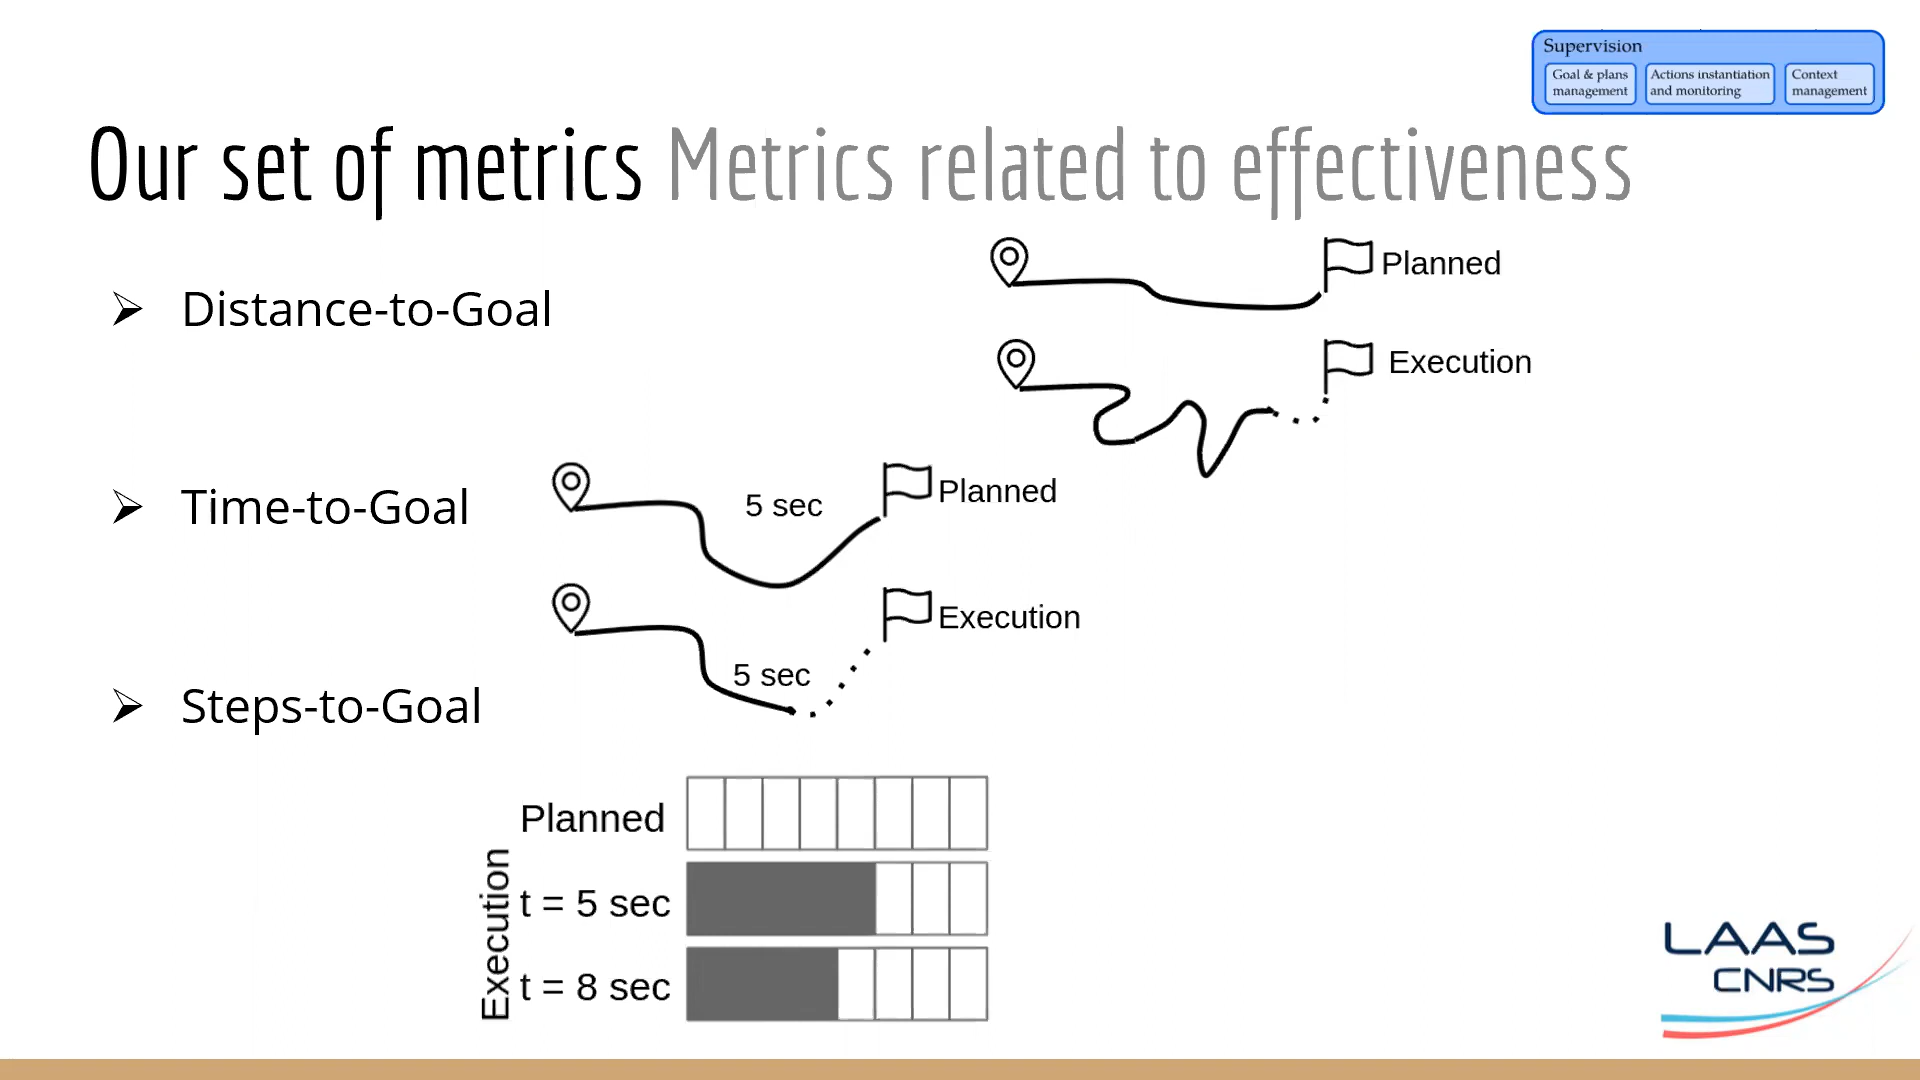 Supervision
Goal & plans
management
Actions instantiation
and monitoring
Context
management
Our set of metrics Metrics related to effectiveness
Planned
Distance-to-Goal
Execution
Time-to-Goal
5 sec
Planned
Execution
5 sec
Steps-to-Goal
Planned
Execution
t = 5 sec
t = 8 sec
LAAS
CNRS